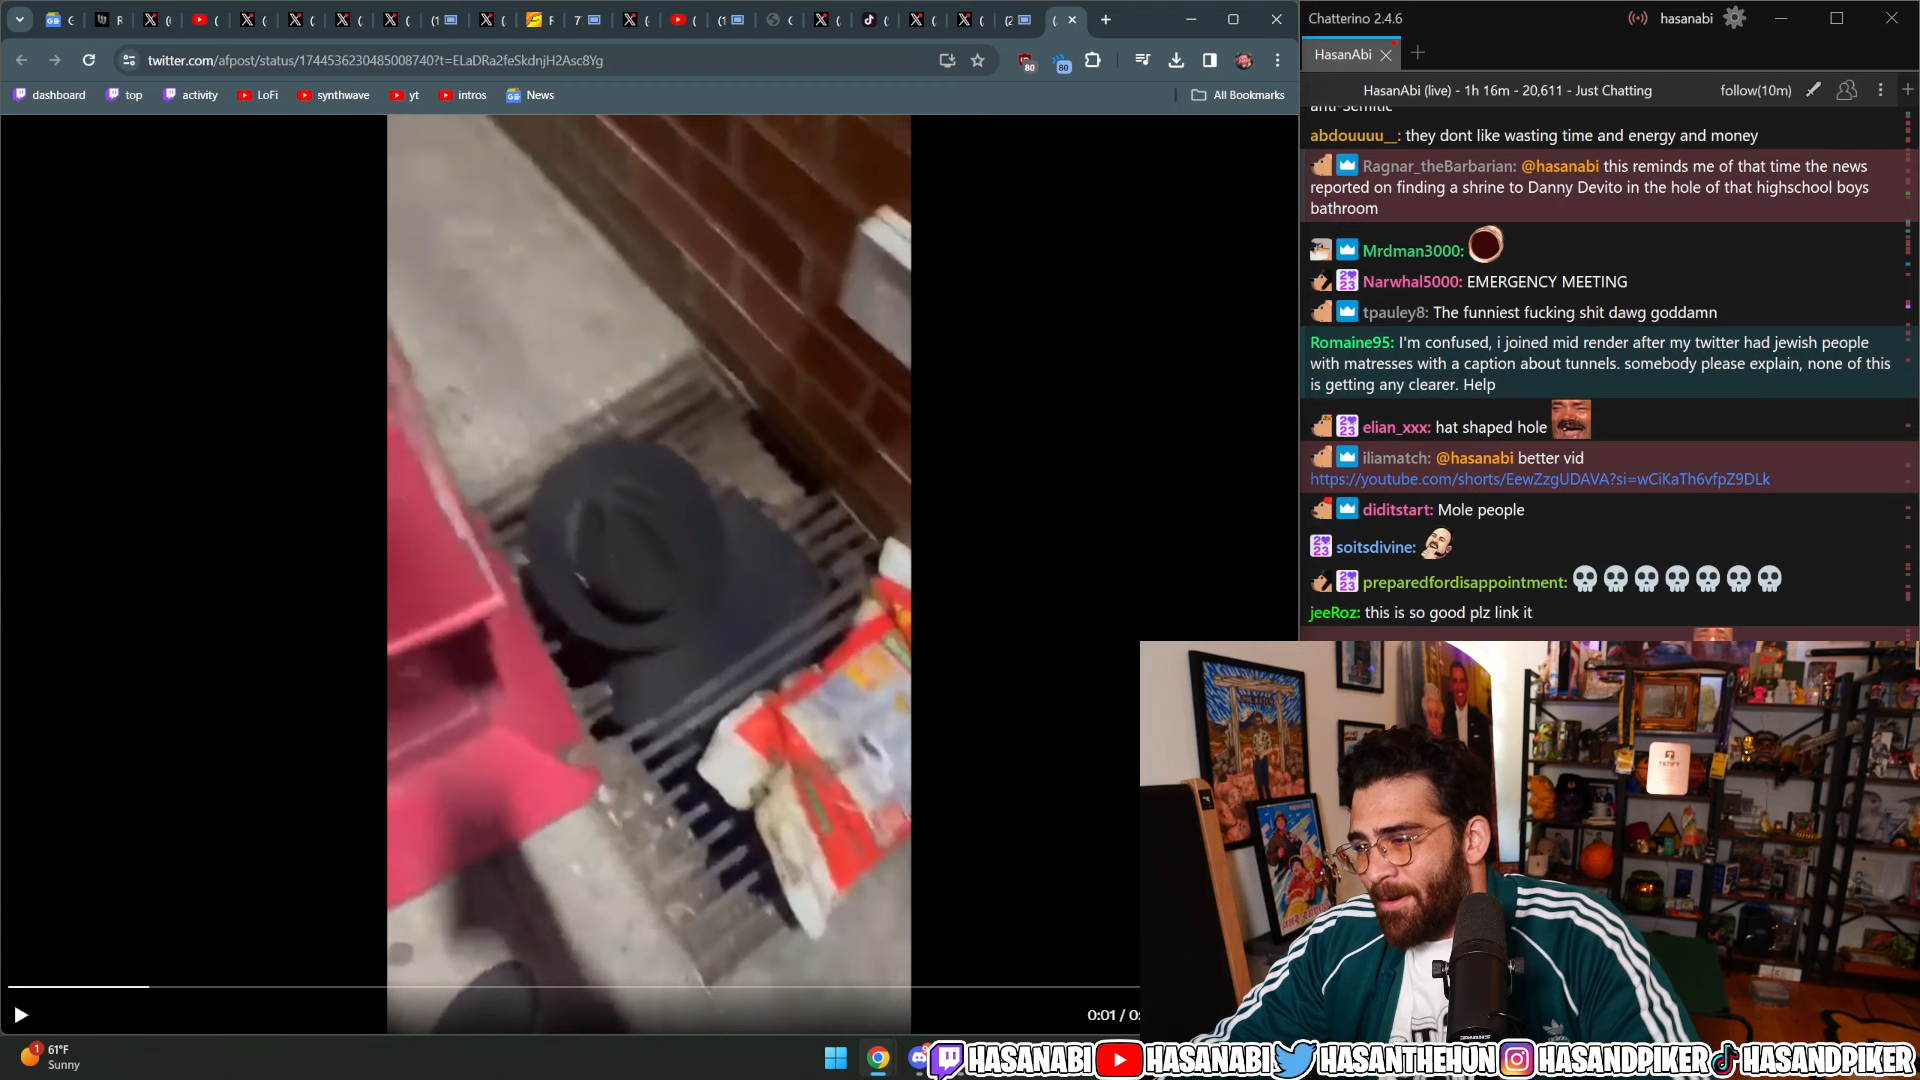 twitter.com/afpost/status/1744536230485008740?t=ELaDRa2feSkdnjH2Asc8Yg
dashboard
top
activity
LoFi
synthwave
yt
intros
News
All Bookmarks
0:01 / 0:
61°F
Sunny
Chatterino 2.4.6
hasanabi
HasanAbi
HasanAbi (live) - 1h 16m - 20,611 - Just Chatting
follow(10m)
anti-Semitic
abdouuuu__: they dont like wasting time and energy and money
Ragnar_theBarbarian: @hasanabi this reminds me of that time the news
reported on finding a shrine to Danny Devito in the hole of that highschool boys
bathroom
Mrdman3000:
Narwhal5000: EMERGENCY MEETING
tpauley8: The funniest fucking shit dawg goddamn
Romaine95: I'm confused, i joined mid render after my twitter had jewish people
with matresses with a caption about tunnels. somebody please explain, none of this
is getting any clearer. Help
elian_xxx: hat shaped hole
iliamatch: @hasanabi better vid
https://youtube.com/shorts/EewZzgUDAVA?si=wCiKaTh6vfpZ9DLk
diditstart: Mole people
soitsdivine:
preparedfordisappointment: 💀💀💀💀💀💀💀
jeeRoz: this is so good plz link it
HASANABI HASANABI HASANTHEHUN HASANDPIKER HASANDPIKER